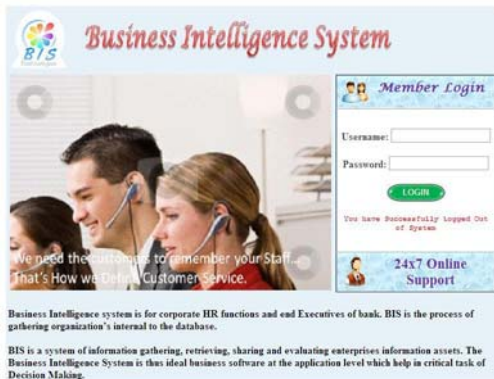 BIS
Business Intelligence System
Member Login
Username:
Password:
LOGIN
You have Successfully Logged Out
of System
We need the customers to remember your Staff...
That's How we Define Customer Service.
24x7 Online
Support
Business Intelligence system is for corporate HR functions and end Executives of bank. BIS is the process of
gathering organization's internal to the database.
BIS is a system of information gathering, retrieving, sharing and evaluating enterprises information assets. The
Business Intelligence System is thus ideal business software at the application level which help in critical task of
Decision Making.